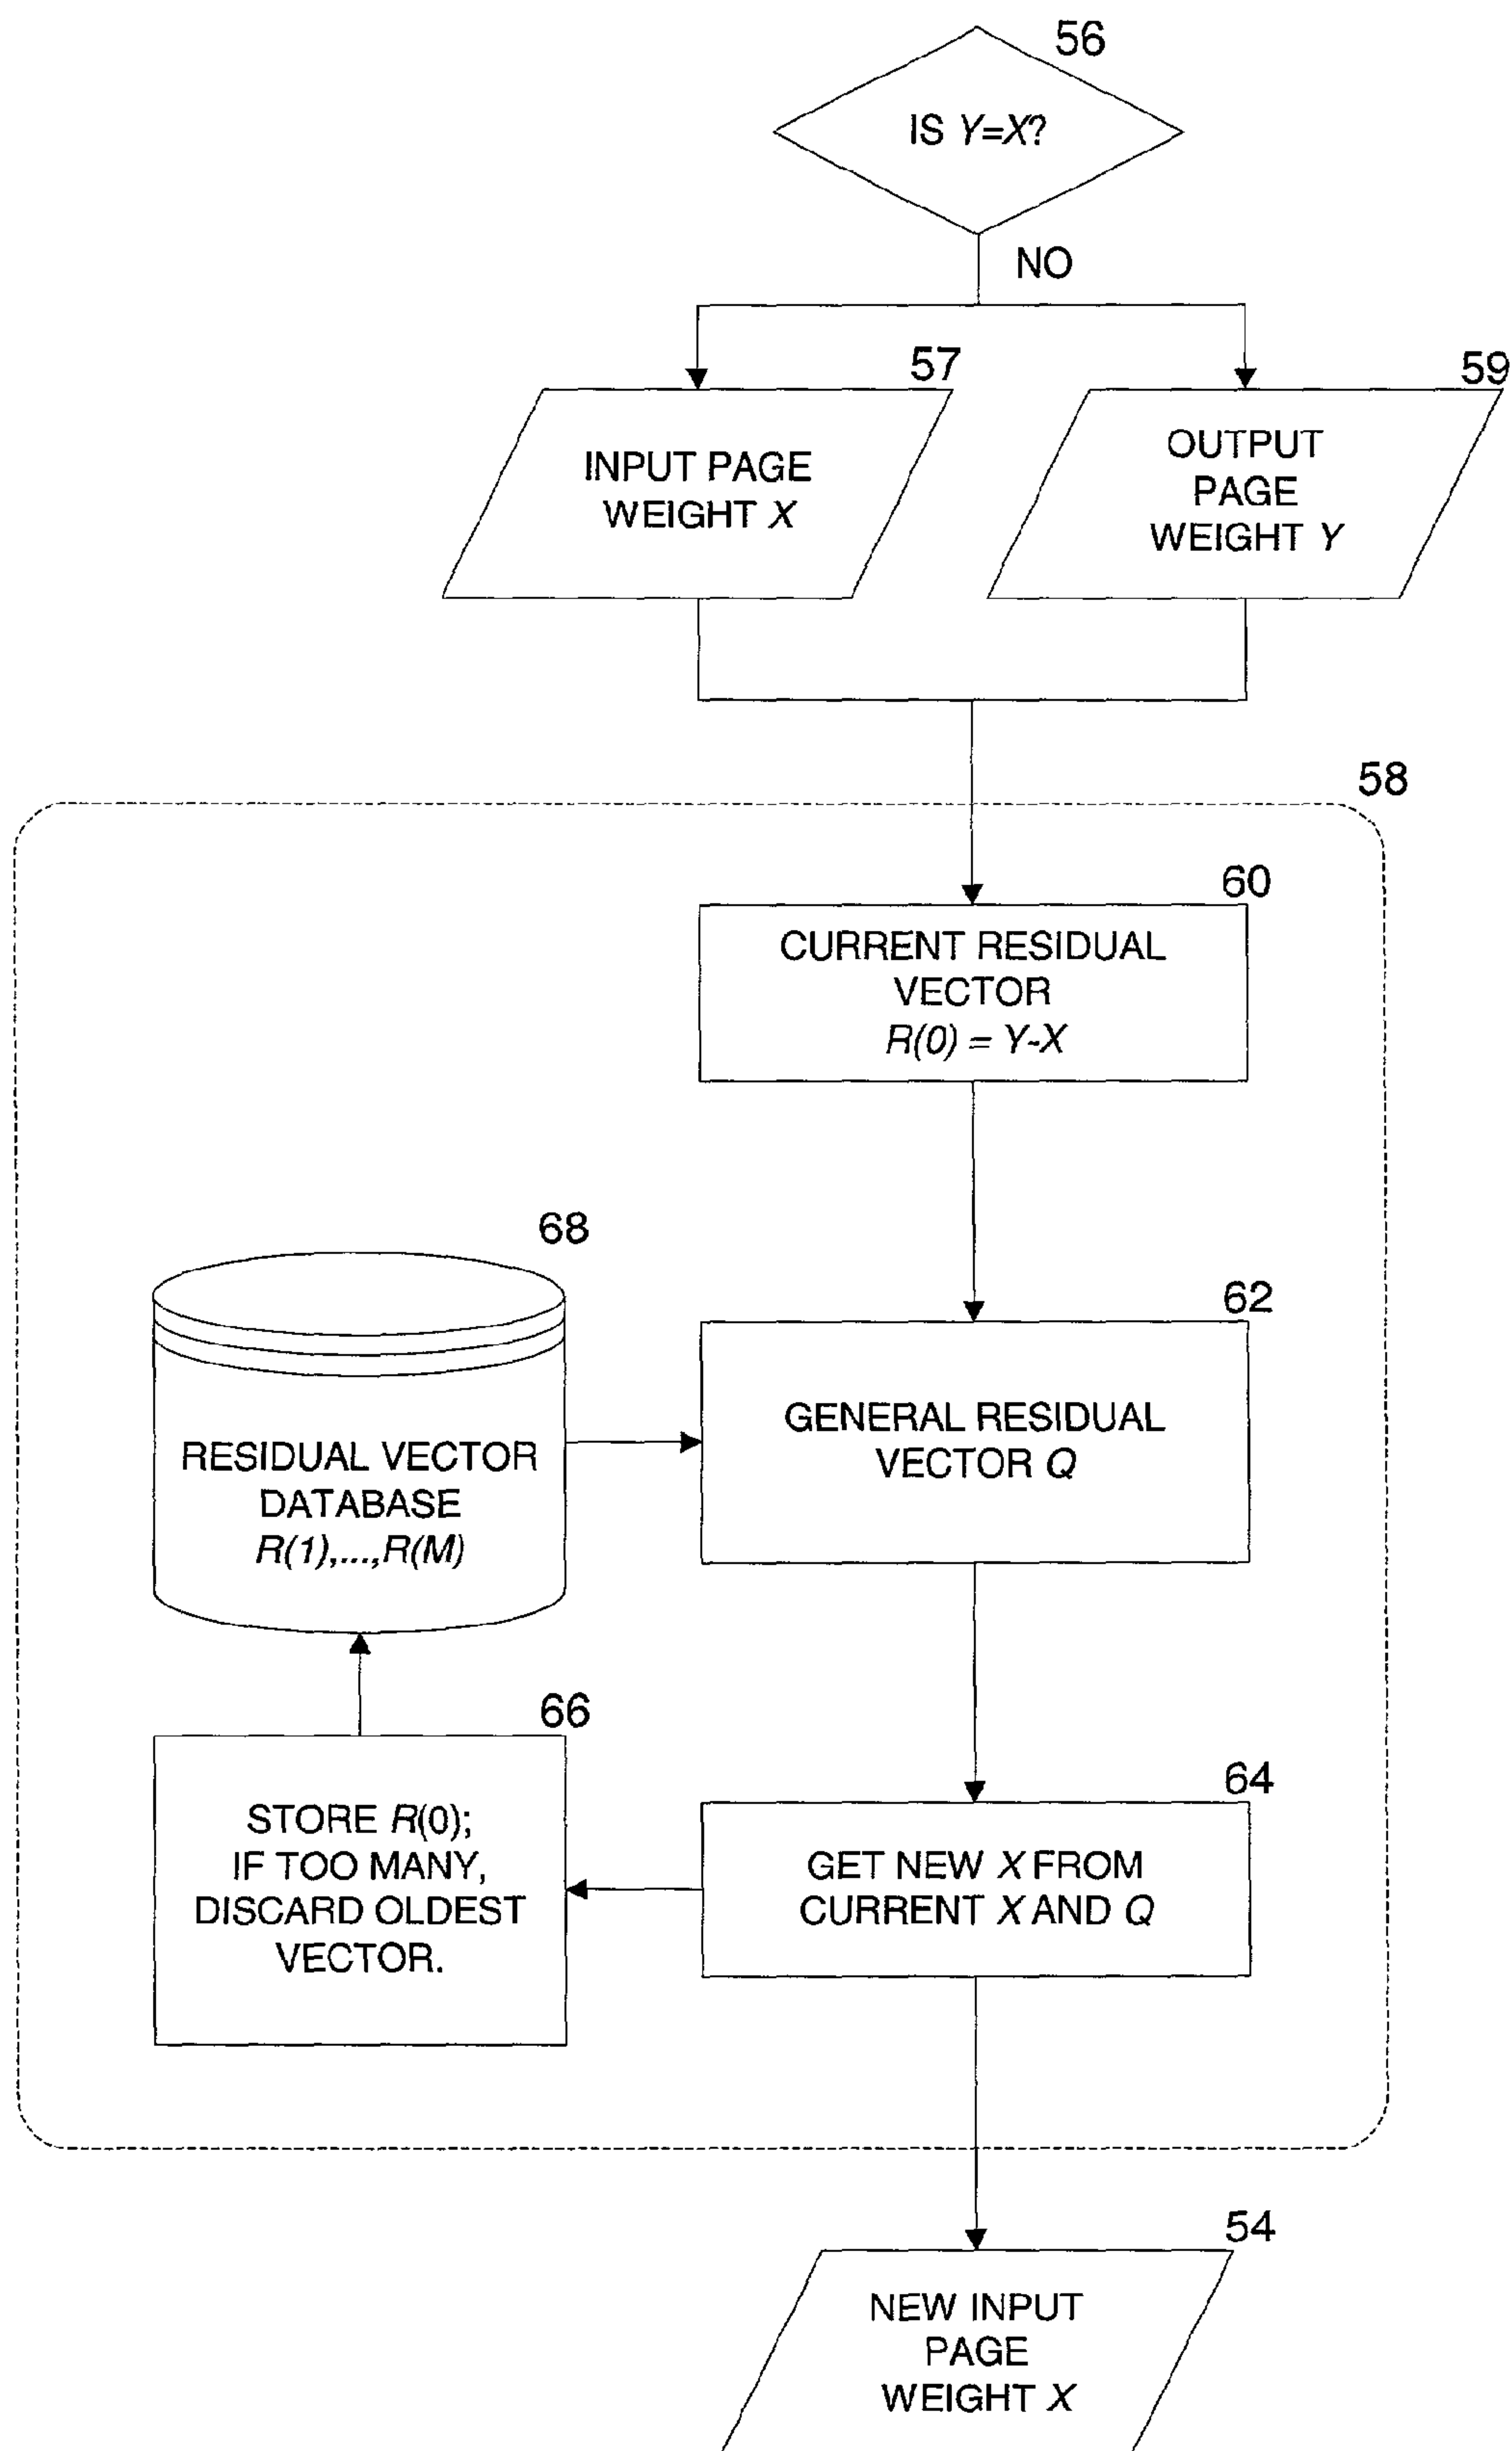 56
IS Y=X?
NO
57
INPUT PAGE
WEIGHT X
59
OUTPUT
PAGE
WEIGHT Y
58
60
CURRENT RESIDUAL
VECTOR
R(0) = Y-X
68
RESIDUAL VECTOR
DATABASE
R(1),...,R(M)
62
GENERAL RESIDUAL
VECTOR Q
66
STORE R(0);
IF TOO MANY,
DISCARD OLDEST
VECTOR.
64
GET NEW X FROM
CURRENT X AND Q
54
NEW INPUT
PAGE
WEIGHT X